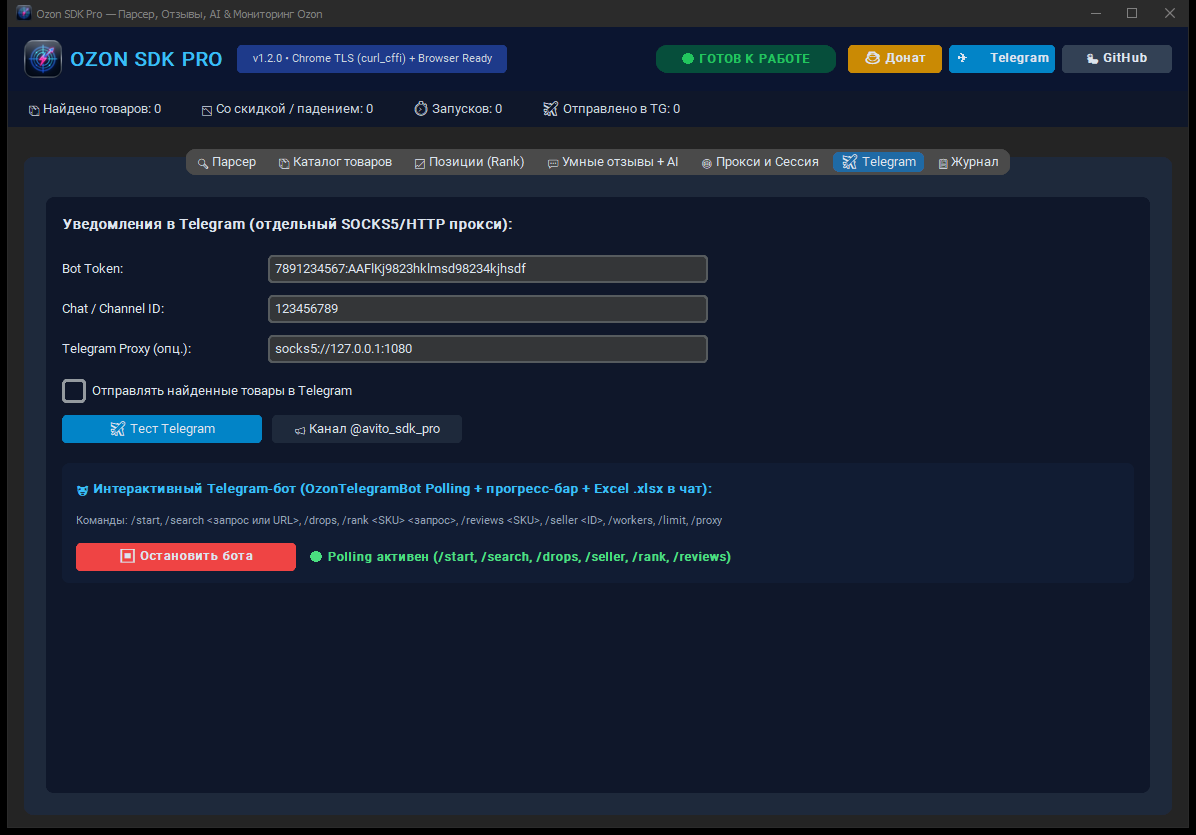 Ozon SDK Pro — Парсер, Отзывы, AI & Мониторинг Ozon
OZON SDK PRO
v1.2.0 • Chrome TLS (curl_cffi) + Browser Ready
ГОТОВ К РАБОТЕ
Донат
Telegram
GitHub
Найдено товаров: 0
Со скидкой / падением: 0
Запусков: 0
Отправлено в TG: 0
Парсер
Каталог товаров
Позиции (Rank)
Умные отзывы + AI
Прокси и Сессия
Telegram
Журнал
Уведомления в Telegram (отдельный SOCKS5/HTTP прокси):
Bot Token:
7891234567:AAFlKj9823hklmsd98234kjhsdf
Chat / Channel ID:
123456789
Telegram Proxy (опц.):
socks5://127.0.0.1:1080
Отправлять найденные товары в Telegram
Тест Telegram
Канал @avito_sdk_pro
Интерактивный Telegram-бот (OzonTelegramBot Polling + прогресс-бар + Excel .xlsx в чат):
Команды: /start, /search <запрос или URL>, /drops, /rank <SKU> <запрос>, /reviews <SKU>, /seller <ID>, /workers, /limit, /proxy
Остановить бота
Polling активен (/start, /search, /drops, /seller, /rank, /reviews)